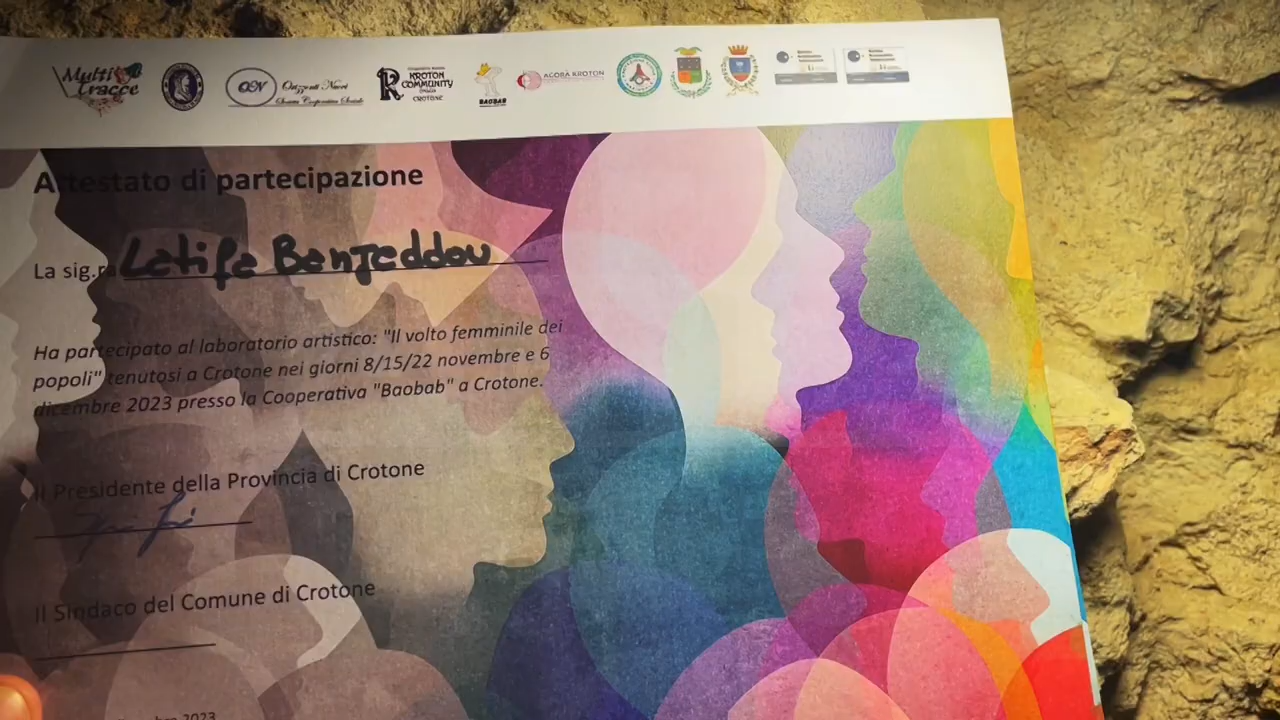 Multi tracce
ON Orizzonti Nuovi
Società Cooperativa Sociale
KROTON
COMMUNITY
CROTONE
BAOBAB
AGORÀ KROTON
Attestato di partecipazione
La sig.ra Latifa Benjeddou
Ha partecipato al laboratorio artistico: "Il volto femminile dei
popoli" tenutosi a Crotone nei giorni 8/15/22 novembre e 6
dicembre 2023 presso la Cooperativa "Baobab" a Crotone.
Il Presidente della Provincia di Crotone
Il Sindaco del Comune di Crotone
2023